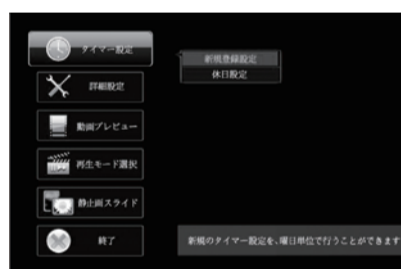 タイマー設定
新規登録設定
休日設定
詳細設定
動画プレビュー
再生モード選択
静止画スライド
終了
新規のタイマー設定を、曜日単位で行うことができます